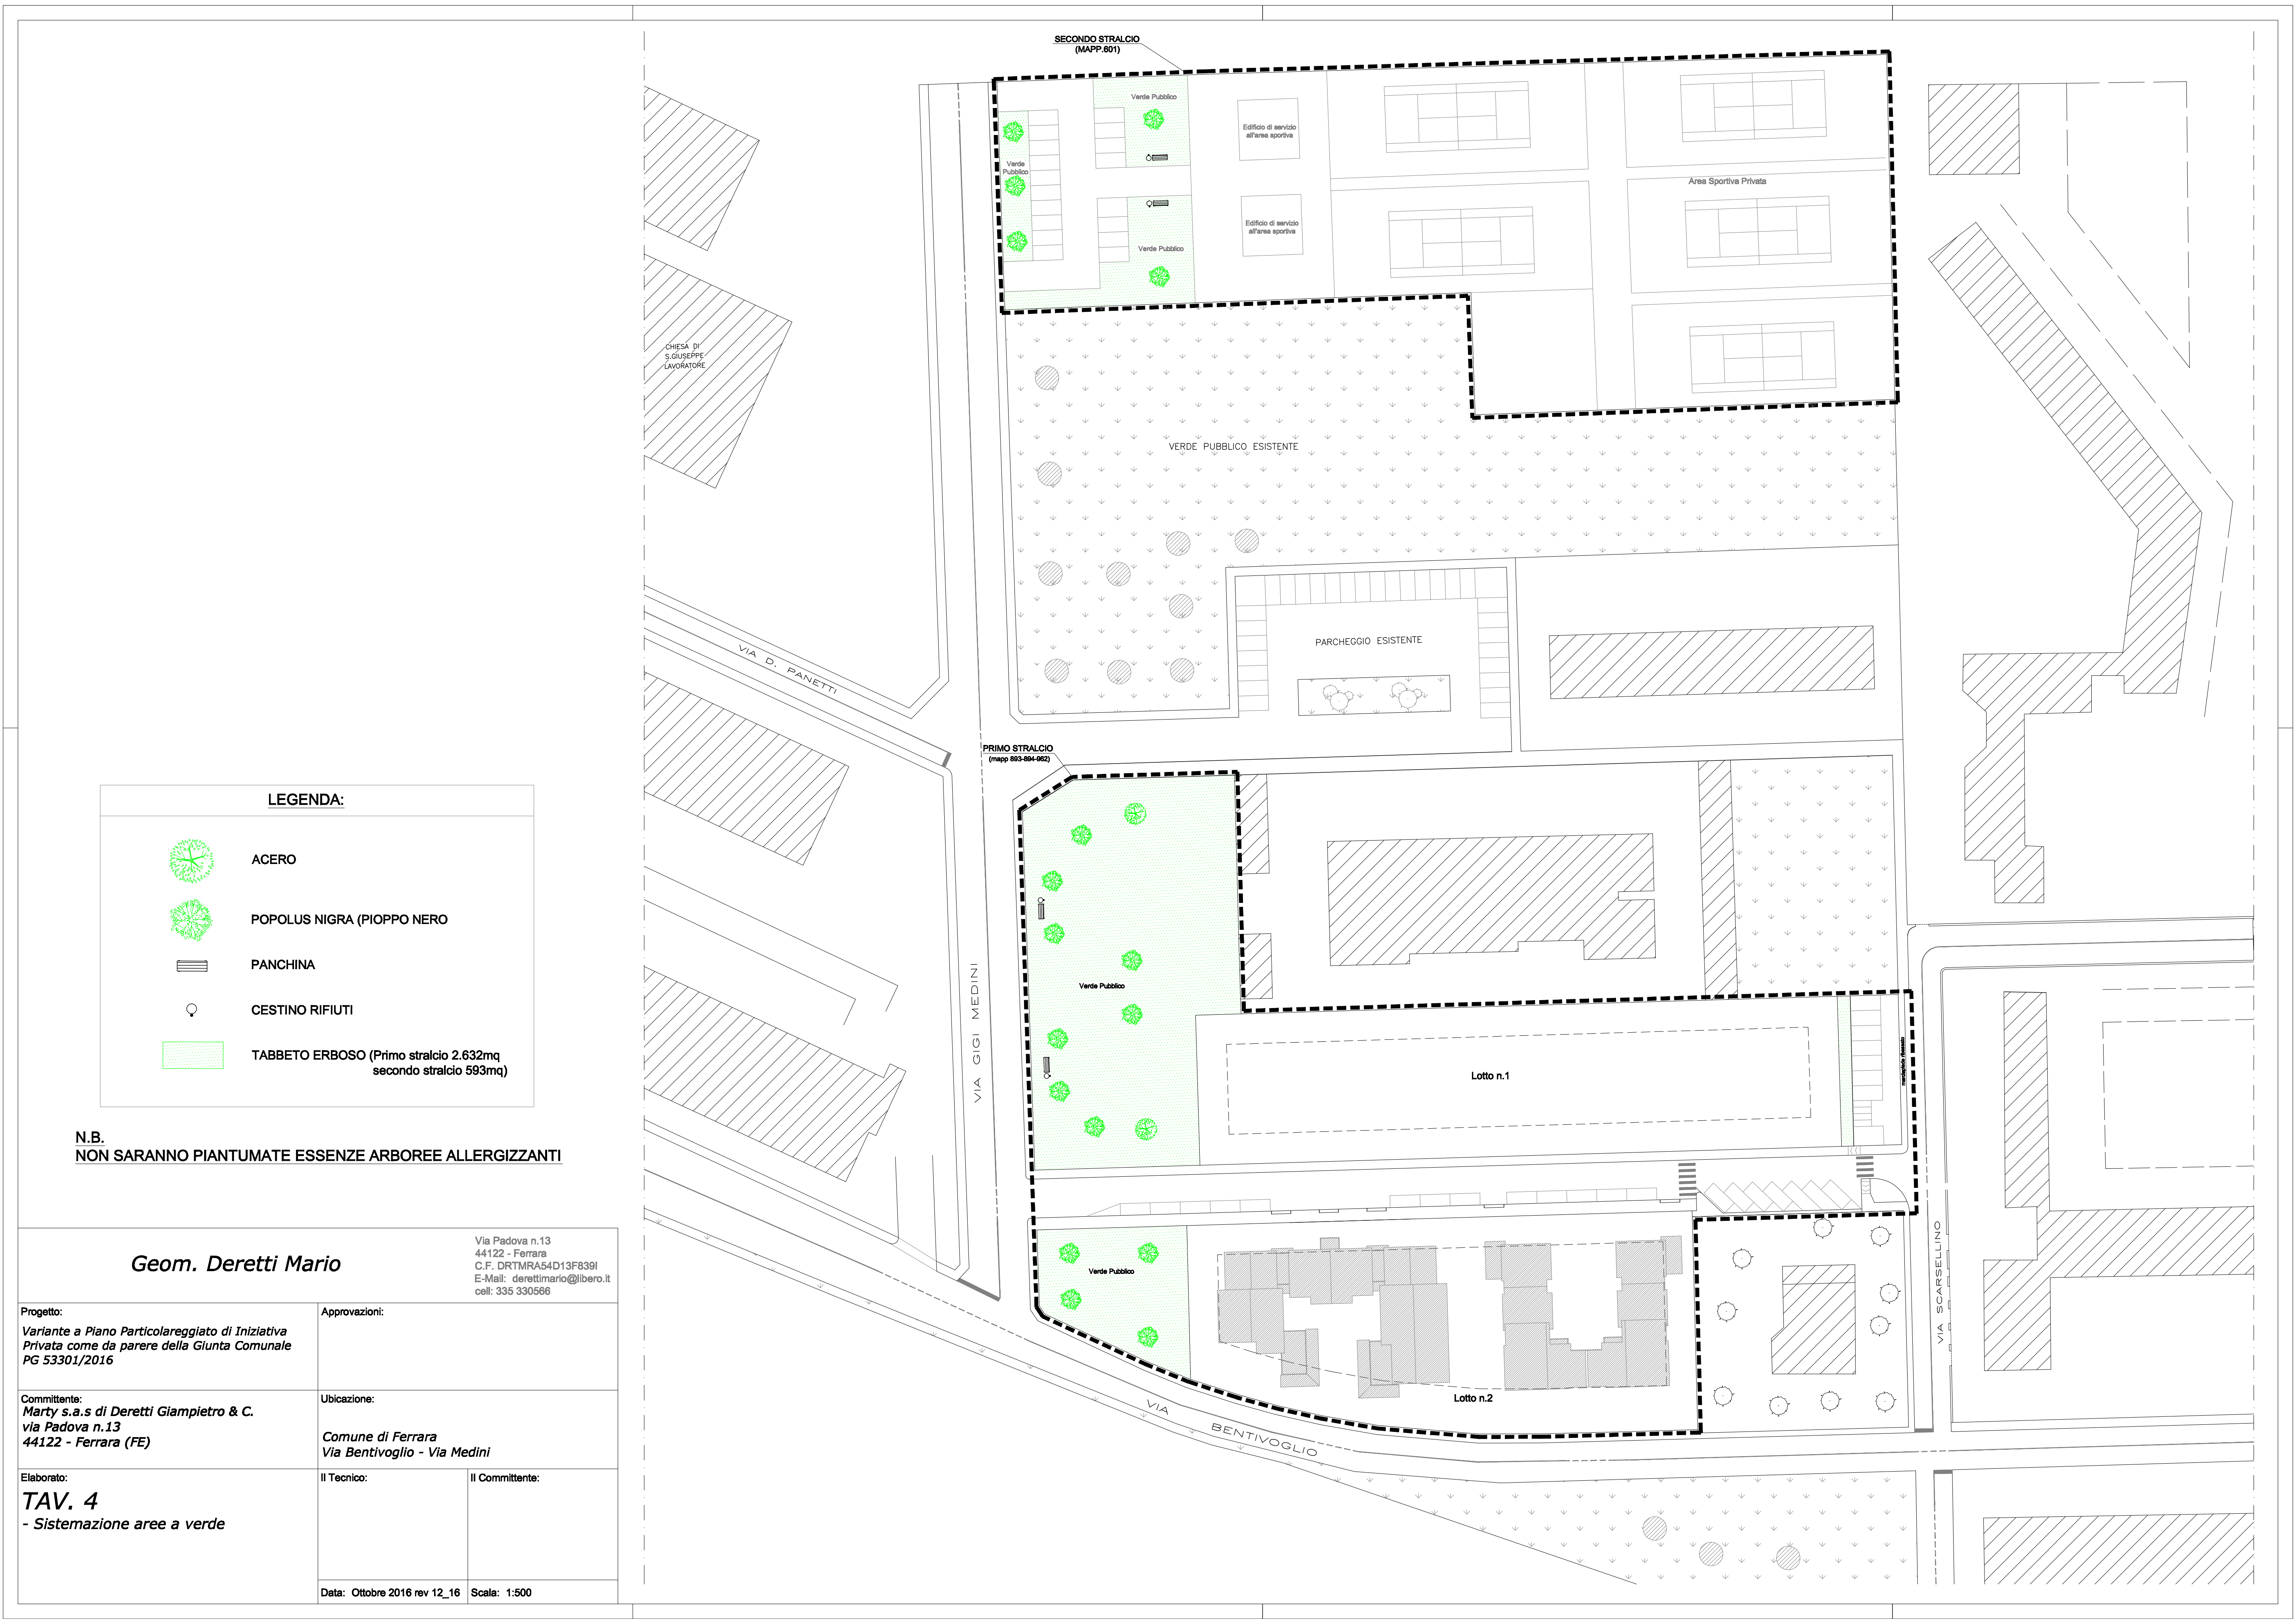 SECONDO STRALCIO
(MAPP.601)
Verde Pubblico
Verde
Pubblico
Verde Pubblico
Edificio di servizio
all'area sportiva
Edificio di servizio
all'area sportiva
Area Sportiva Privata
CHIESA DI
S.GIUSEPPE
LAVORATORE
VERDE PUBBLICO ESISTENTE
PARCHEGGIO ESISTENTE
VIA D. PANETTI
PRIMO STRALCIO
(mapp 893-894-962)
VIA GIGI MEDINI
Verde Pubblico
Lotto n.1
marciapiede ribassato
Verde Pubblico
Lotto n.2
VIA BENTIVOGLIO
VIA SCARSELLINO
LEGENDA:
ACERO
POPOLUS NIGRA (PIOPPO NERO
PANCHINA
CESTINO RIFIUTI
TABBETO ERBOSO (Primo stralcio 2.632mq
secondo stralcio 593mq)
N.B.
NON SARANNO PIANTUMATE ESSENZE ARBOREE ALLERGIZZANTI
Geom. Deretti Mario
Via Padova n.13
44122 - Ferrara
C.F. DRTMRA54D13F839I
E-Mail: derettimario@libero.it
cell: 335 330566
Progetto:
Variante a Piano Particolareggiato di Iniziativa
Privata come da parere della Giunta Comunale
PG 53301/2016
Approvazioni:
Committente:
Marty s.a.s di Deretti Giampietro & C.
via Padova n.13
44122 - Ferrara (FE)
Ubicazione:
Comune di Ferrara
Via Bentivoglio - Via Medini
Elaborato:
TAV. 4
- Sistemazione aree a verde
Il Tecnico:
Il Committente:
Data: Ottobre 2016 rev 12_16
Scala: 1:500